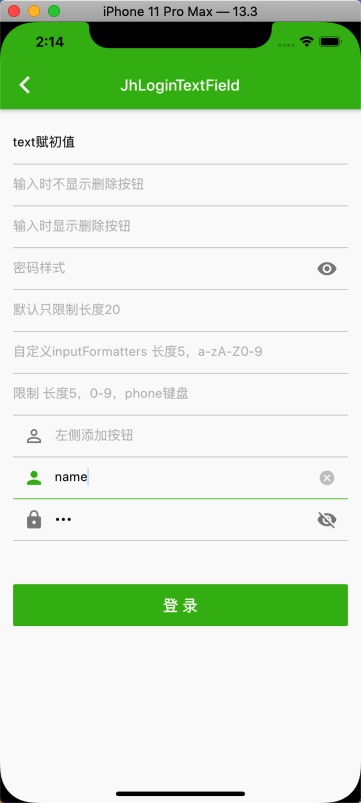 iPhone 11 Pro Max — 13.3
2:14
JhLoginTextField
text赋初值
输入时不显示删除按钮
输入时显示删除按钮
密码样式
默认只限制长度20
自定义inputFormatters 长度5，a-zA-Z0-9
限制 长度5，0-9，phone键盘
左侧添加按钮
name
•••
登 录